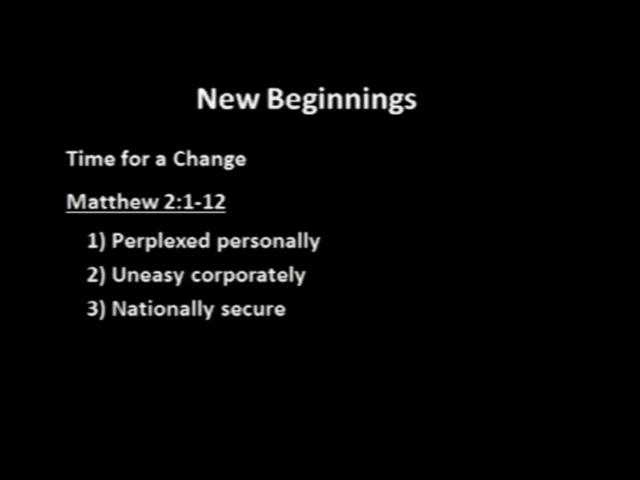 New Beginnings
Time for a Change
Matthew 2:1-12
1) Perplexed personally
2) Uneasy corporately
3) Nationally secure